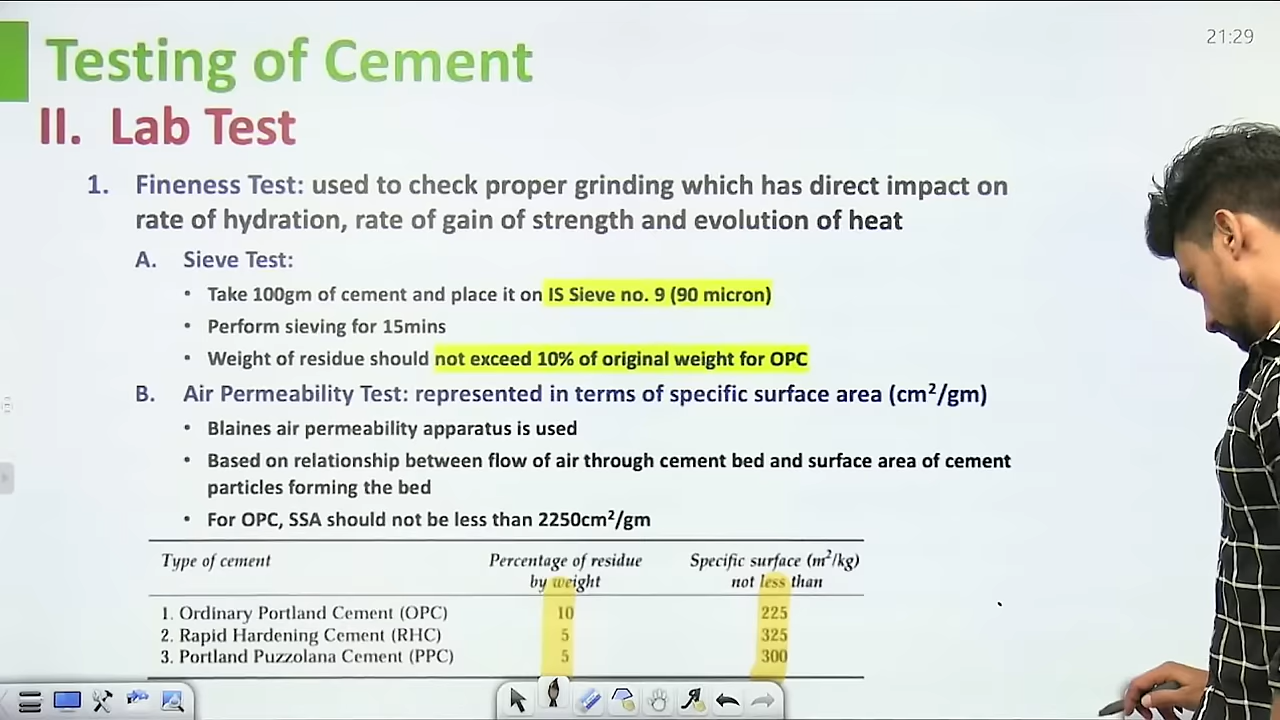 21:29
Testing of Cement
II. Lab Test
1. Fineness Test: used to check proper grinding which has direct impact on
rate of hydration, rate of gain of strength and evolution of heat
A. Sieve Test:
• Take 100gm of cement and place it on IS Sieve no. 9 (90 micron)
• Perform sieving for 15mins
• Weight of residue should not exceed 10% of original weight for OPC
B. Air Permeability Test: represented in terms of specific surface area (cm²/gm)
• Blaines air permeability apparatus is used
• Based on relationship between flow of air through cement bed and surface area of cement
particles forming the bed
• For OPC, SSA should not be less than 2250cm²/gm
Type of cement Percentage of residue Specific surface (m²/kg)
by weight not less than
1. Ordinary Portland Cement (OPC) 10 225
2. Rapid Hardening Cement (RHC) 5 325
3. Portland Puzzolana Cement (PPC) 5 300